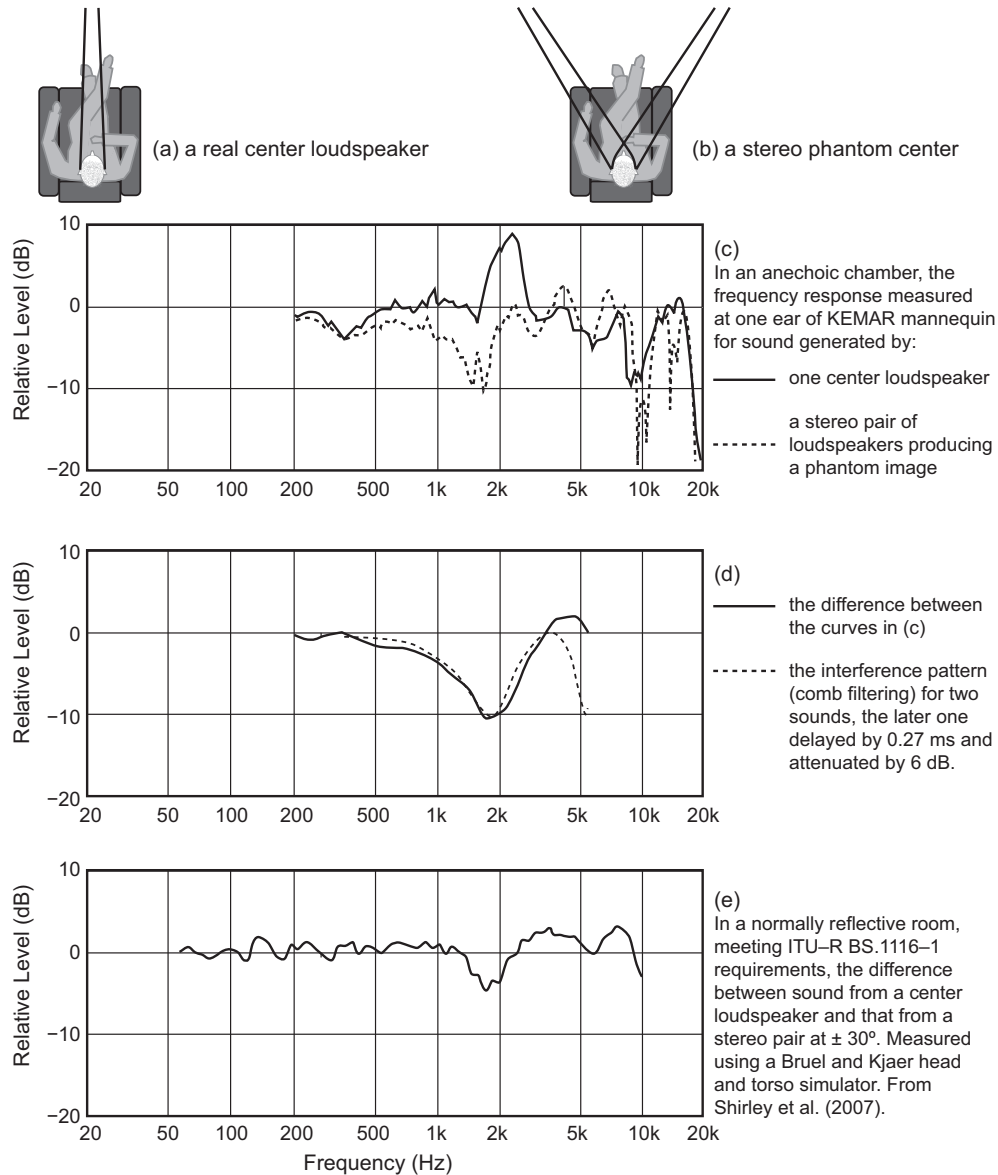 (a) a real center loudspeaker
(b) a stereo phantom center
Relative Level (dB)
10
0
−10
−20
20 50 100 200 500 1k 2k 5k 10k 20k
(c)
In an anechoic chamber, the
frequency response measured
at one ear of KEMAR mannequin
for sound generated by:
one center loudspeaker
a stereo pair of
loudspeakers producing
a phantom image
Relative Level (dB)
10
0
−10
−20
20 50 100 200 500 1k 2k 5k 10k 20k
(d)
the difference between
the curves in (c)
the interference pattern
(comb filtering) for two
sounds, the later one
delayed by 0.27 ms and
attenuated by 6 dB.
Relative Level (dB)
10
0
−10
−20
20 50 100 200 500 1k 2k 5k 10k 20k
Frequency (Hz)
(e)
In a normally reflective room,
meeting ITU–R BS.1116–1
requirements, the difference
between sound from a center
loudspeaker and that from a
stereo pair at ± 30º. Measured
using a Bruel and Kjaer head
and torso simulator. From
Shirley et al. (2007).